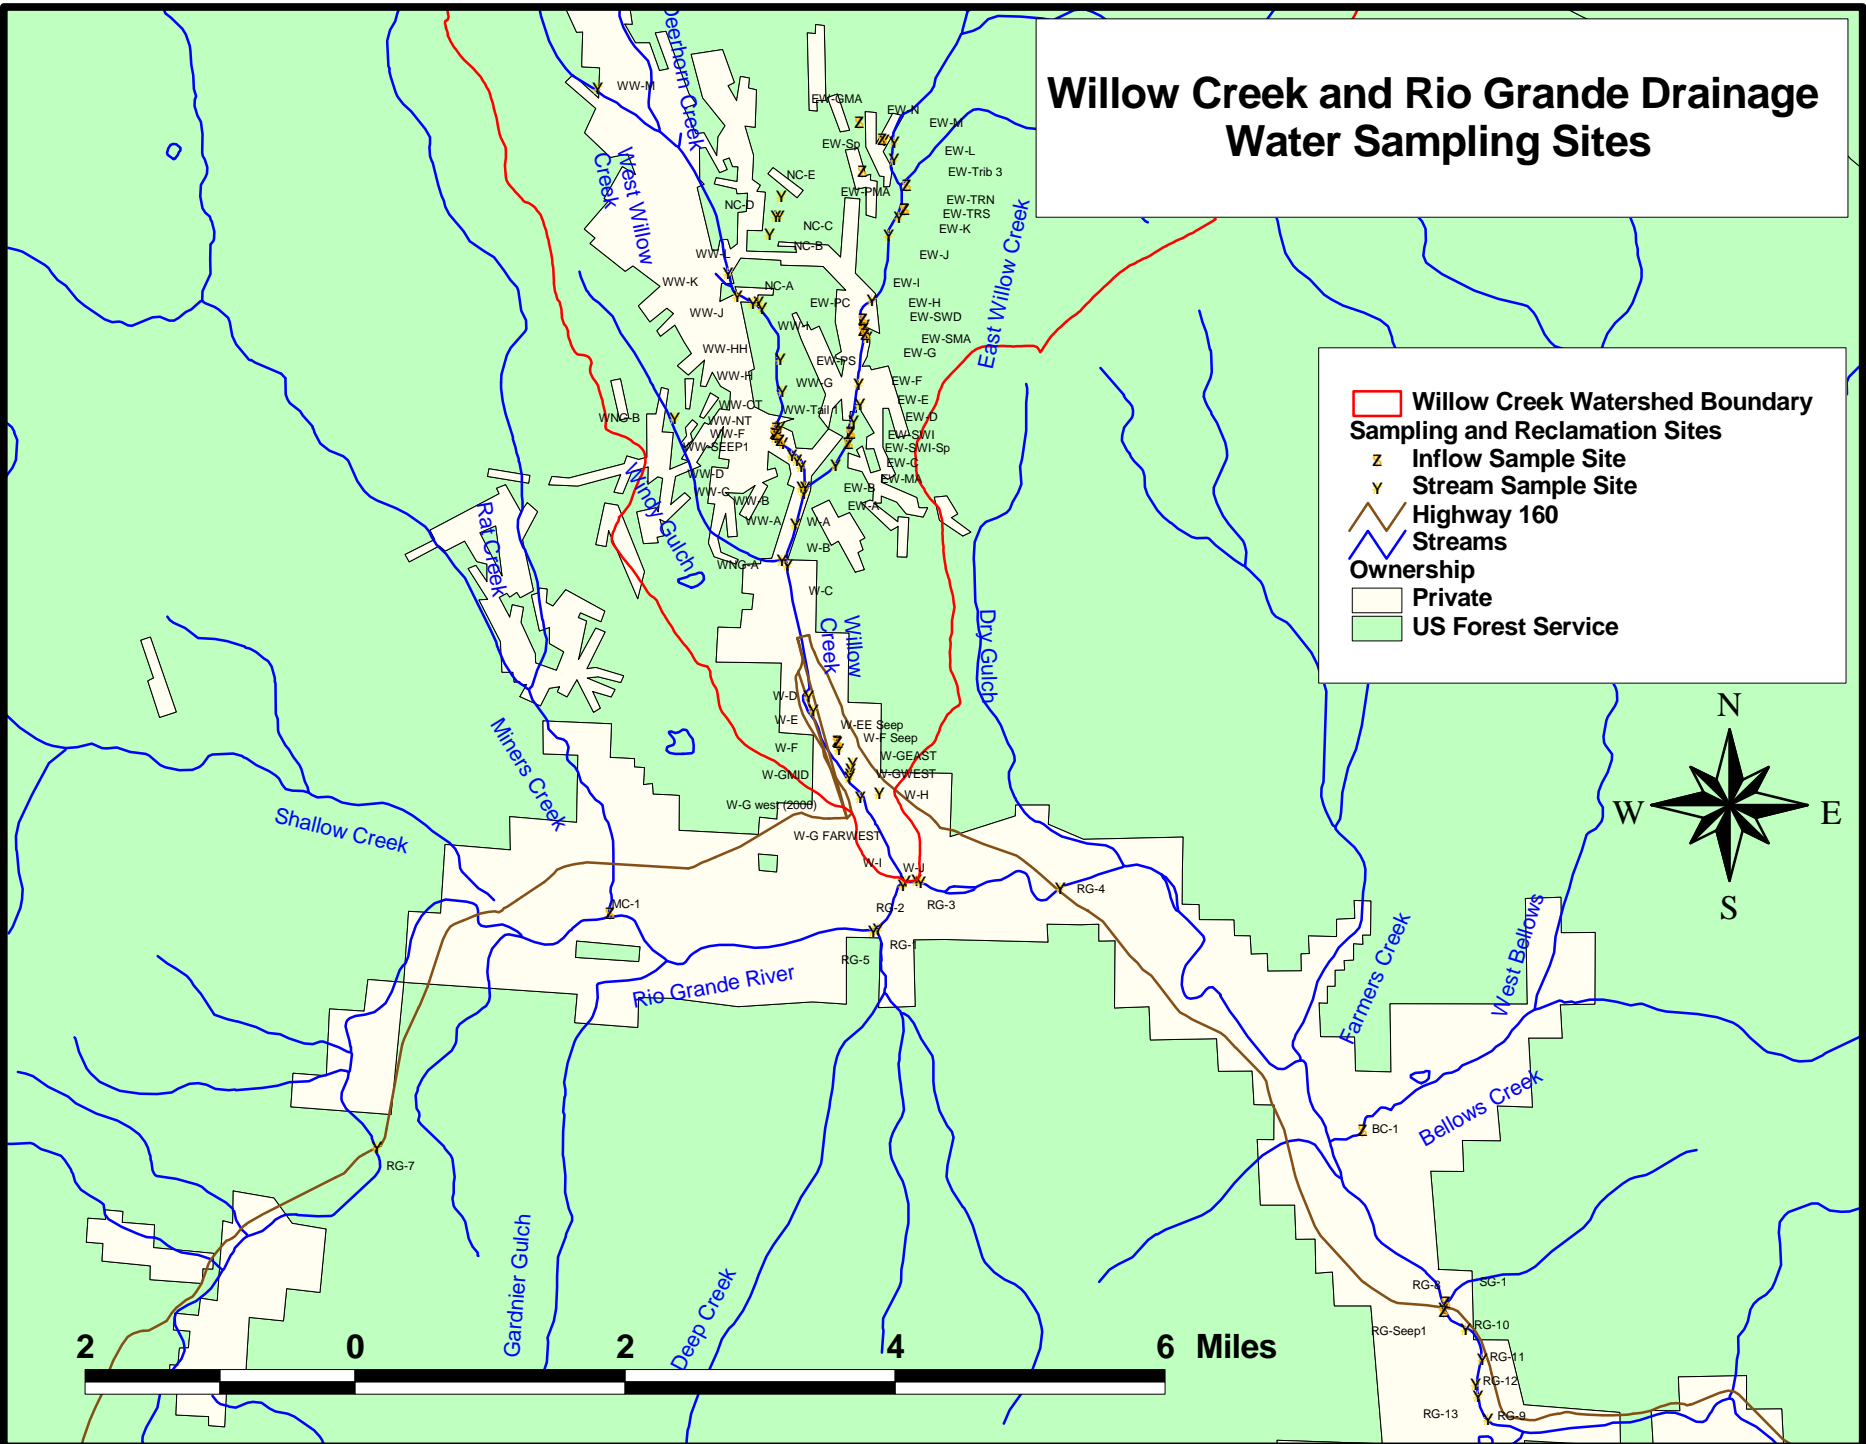 Willow Creek and Rio Grande Drainage
Water Sampling Sites
Deerhorn Creek
WW-M
EW-GMA
EW-N
EW-M
EW-Sp
EW-L
West Willow
Creek
NC-E
EW-Trib 3
EW-PMA
NC-D
EW-TRN
EW-TRS
NC-C
EW-K
NC-B
WW-L
EW-J
East Willow Creek
WW-K
NC-A
EW-I
EW-PC
EW-H
WW-J
EW-SWD
WW-I
EW-SMA
WW-HH
EW-G
EW-PS
WW-H
WW-G
EW-F
EW-E
WW-CT
WW-Tail 1
WNG-B
EW-D
WW-NT
WW-F
EW-SWI
WW-SEEP1
EW-SWI-Sp
EW-C
WW-D
EW-MA
WW-C
EW-B
WW-B
EW-A
WW-A
W-A
Windy Gulch
W-B
WNG-A
W-C
Rat Creek
Willow
Creek
Dry Gulch
Willow Creek Watershed Boundary
Sampling and Reclamation Sites
Z Inflow Sample Site
Y Stream Sample Site
Highway 160
Streams
Ownership
Private
US Forest Service
N
W
E
S
W-D
W-E
W-EE Seep
W-F Seep
W-F
W-GEAST
W-GMID
W-GWEST
W-H
W-G west (2000)
W-G FARWEST
W-I
W-J
Miners Creek
Shallow Creek
MC-1
RG-2
RG-3
RG-4
RG-1
RG-5
Rio Grande River
Farmers Creek
West Bellows
Bellows Creek
BC-1
RG-7
Gardnier Gulch
Deep Creek
RG-8
SG-1
RG-Seep1
RG-10
RG-11
RG-12
RG-13
RG-9
2 0 2 4 6 Miles